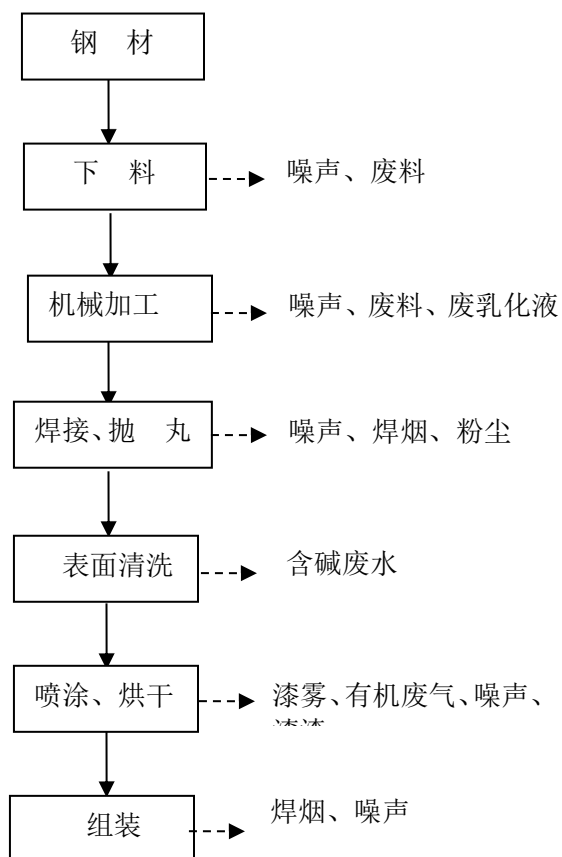 钢 材
下 料
噪声、废料
机械加工
噪声、废料、废乳化液
焊接、抛 丸
噪声、焊烟、粉尘
表面清洗
含碱废水
喷涂、烘干
漆雾、有机废气、噪声、
组装
焊烟、噪声